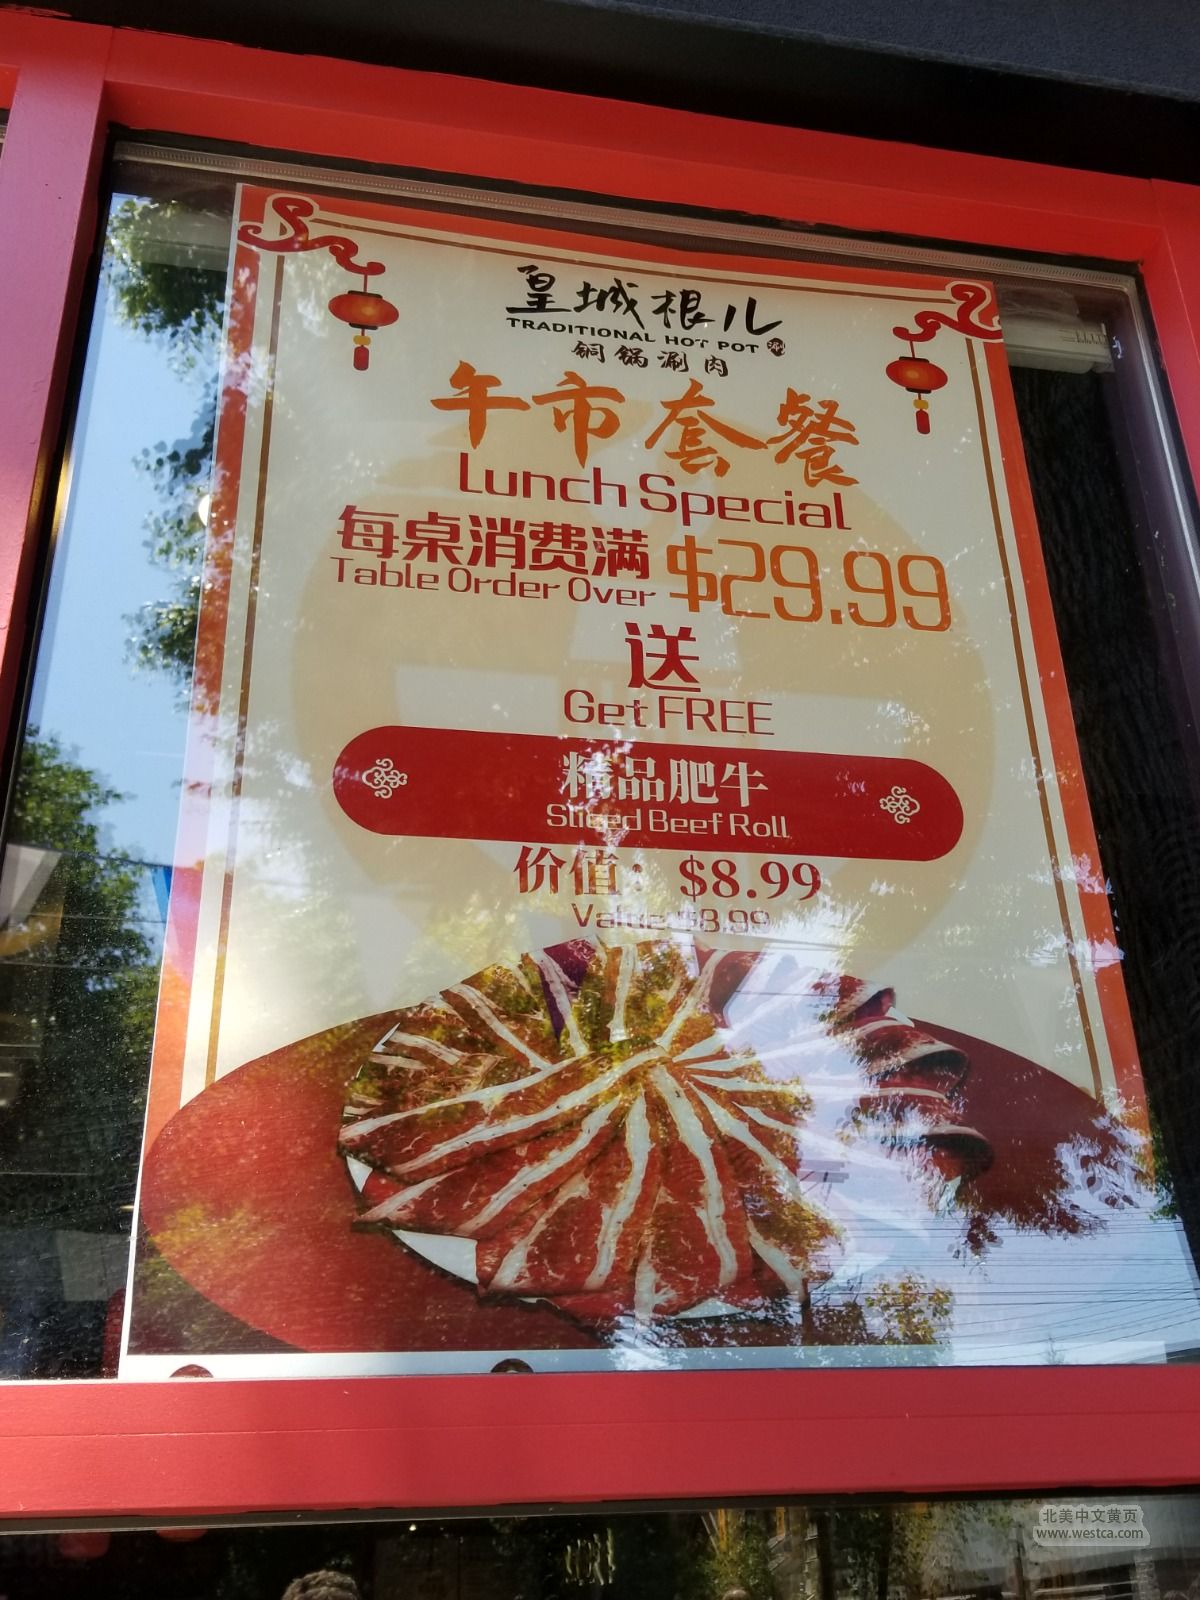 皇城根儿
TRADITIONAL HOT POT 涮
铜锅涮肉
午市套餐
Lunch Special
每桌消费满 $29.99
Table Order Over
送
Get FREE
精品肥牛
Sliced Beef Roll
价值: $8.99
Value $8.99
北美中文黄页
www.westca.com